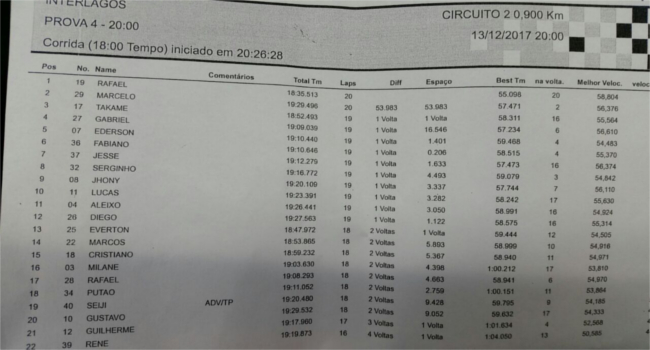 INTERLAGOS
CIRCUITO 2 0,900 Km
PROVA 4 - 20:00
13/12/2017 20:00
Corrida (18:00 Tempo) iniciado em 20:26:28
Pos No. Name Comentários Total Tm Laps Diff Espaço Best Tm na volta. Melhor Veloc. veloc
1 19 RAFAEL 18:35.513 20 55.098 20 58,804
2 29 MARCELO 19:29.496 20 53.983 53.983 57.471 2 56,376
3 17 TAKAME 18:52.493 19 1 Volta 1 Volta 58.311 16 55,564
4 27 GABRIEL 19:09.039 19 1 Volta 16.546 57.234 6 56,610
5 07 EDERSON 19:10.440 19 1 Volta 1.401 59.468 4 54,483
6 36 FABIANO 19:10.646 19 1 Volta 0.206 58.515 4 55,370
7 37 JESSE 19:12.279 19 1 Volta 1.633 57.473 16 56,374
8 32 SERGINHO 19:16.772 19 1 Volta 4.493 59.079 3 54,842
9 08 JHONY 19:20.109 19 1 Volta 3.337 57.744 7 56,110
10 11 LUCAS 19:23.391 19 1 Volta 3.282 58.242 17 55,630
11 04 ALEIXO 19:26.441 19 1 Volta 3.050 58.991 16 54,924
12 26 DIEGO 19:27.563 19 1 Volta 1.122 58.575 16 55,314
13 25 EVERTON 18:47.972 18 2 Voltas 1 Volta 59.444 12 54,505
14 22 MARCOS 18:53.865 18 2 Voltas 5.893 58.999 10 54,916
15 18 CRISTIANO 18:59.232 18 2 Voltas 5.367 58.940 11 54,971
16 03 MILANE 19:03.630 18 2 Voltas 4.398 1:00.212 17 53,810
17 28 RAFAEL 19:08.293 18 2 Voltas 4.663 58.941 6 54,970
18 34 PUTAO 19:11.052 18 2 Voltas 2.759 1:00.151 11 53,864
19 40 SEIJI ADV/TP 19:20.480 18 2 Voltas 9.428 59.795 9 54,185
20 10 GUSTAVO 19:29.532 18 2 Voltas 9.052 59.632 17 54,333
21 12 GUILHERME 19:17.960 17 3 Voltas 1 Volta 1:01.634 4 52,568
22 39 RENE 19:19.873 16 4 Voltas 1 Volta 1:04.050 13 50,585